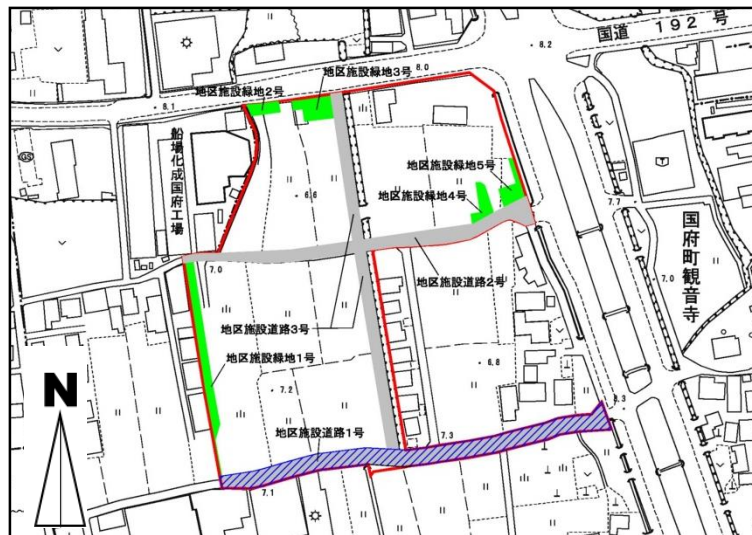 国道 192 号
8.2
8.0
地区施設緑地3号
地区施設緑地2号
8.1
船場化成国府工場
6.6
地区施設緑地5号
地区施設緑地4号
7.7
国府町観音寺
7.0
7.0
地区施設道路2号
地区施設道路3号
地区施設緑地1号
6.8
7.2
8.3
地区施設道路1号
7.3
7.1
N